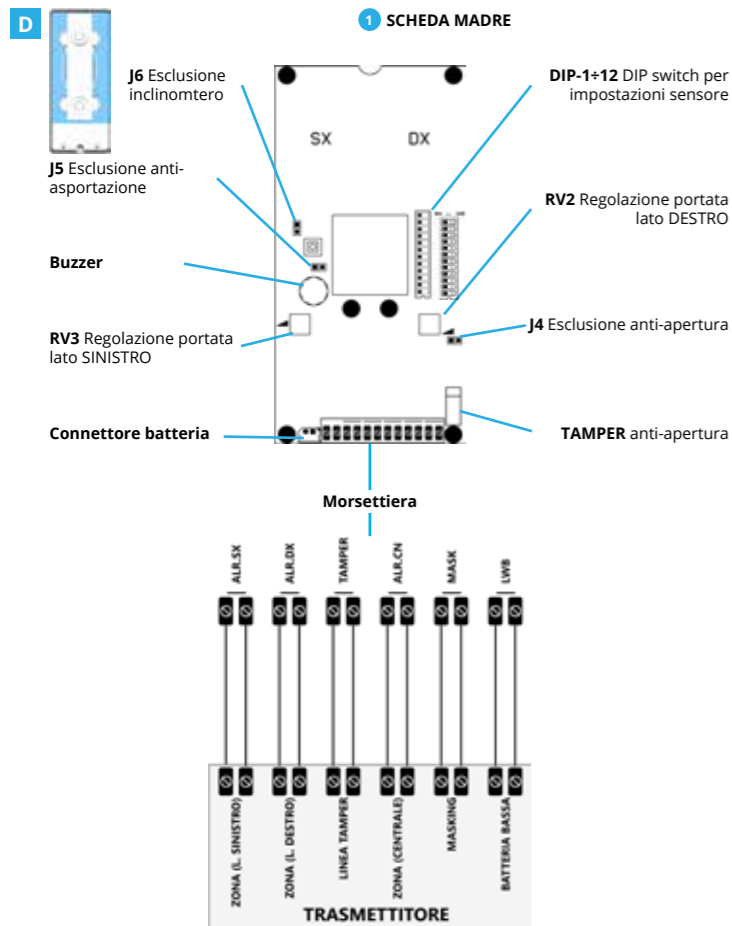 D
1 SCHEDA MADRE
J6 Esclusione
inclinomtero
DIP-1÷12 DIP switch per
impostazioni sensore
SX
DX
J5 Esclusione anti-
asportazione
RV2 Regolazione portata
lato DESTRO
Buzzer
RV3 Regolazione portata
lato SINISTRO
J4 Esclusione anti-apertura
Connettore batteria
TAMPER anti-apertura
Morsettiera
ALR.SX
ALR.DX
TAMPER
ALR.CN
MASK
LWB
ZONA (L. SINISTRO)
ZONA (L. DESTRO)
LINEA TAMPER
ZONA (CENTRALE)
MASKING
BATTERIA BASSA
TRASMETTITORE